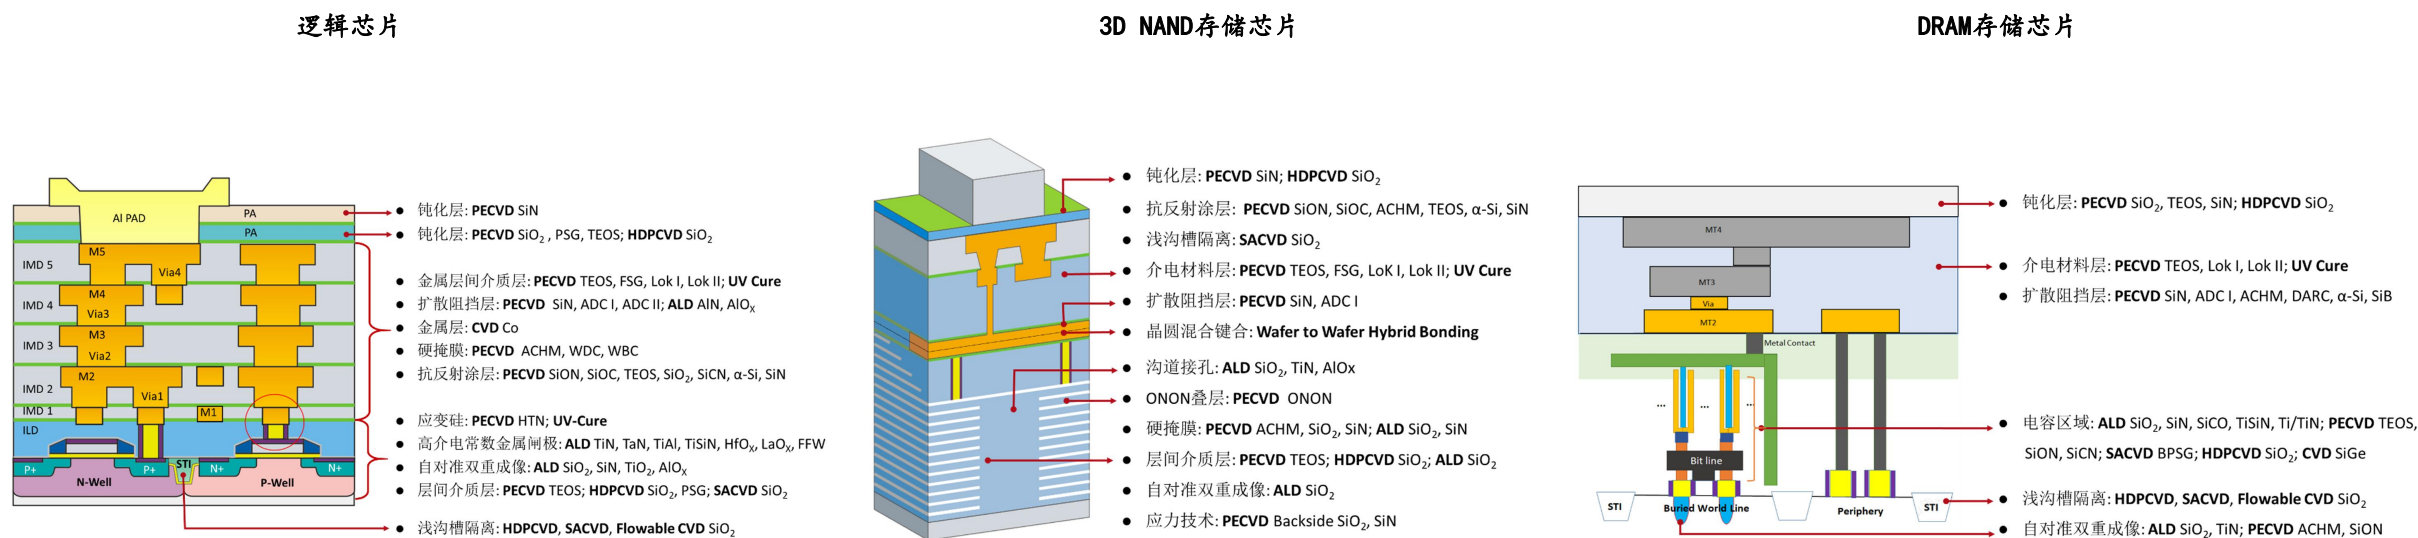 逻辑芯片
Al PAD
PA
PA
M5
IMD 5
Via4
M4
IMD 4
Via3
M3
IMD 3
Via2
M2
IMD 2
Via1
IMD 1
M1
ILD
P+
P+
STI
N+
N+
N-Well
P-Well
● 钝化层: PECVD SiN
● 钝化层: PECVD SiO₂ , PSG, TEOS; HDPCVD SiO₂
● 金属层间介质层: PECVD TEOS, FSG, Lok I, Lok II; UV Cure
● 扩散阻挡层: PECVD SiN, ADC I, ADC II; ALD AlN, AlOₓ
● 金属层: CVD Co
● 硬掩膜: PECVD ACHM, WDC, WBC
● 抗反射涂层: PECVD SiON, SiOC, TEOS, SiO₂, SiCN, α-Si, SiN
● 应变硅: PECVD HTN; UV-Cure
● 高介电常数金属闸极: ALD TiN, TaN, TiAl, TiSiN, HfOₓ, LaOₓ, FFW
● 自对准双重成像: ALD SiO₂, SiN, TiO₂, AlOₓ
● 层间介质层: PECVD TEOS; HDPCVD SiO₂, PSG; SACVD SiO₂
● 浅沟槽隔离: HDPCVD, SACVD, Flowable CVD SiO₂
3D NAND存储芯片
● 钝化层: PECVD SiN; HDPCVD SiO₂
● 抗反射涂层: PECVD SiON, SiOC, ACHM, TEOS, α-Si, SiN
● 浅沟槽隔离: SACVD SiO₂
● 介电材料层: PECVD TEOS, FSG, LoK I, Lok II; UV Cure
● 扩散阻挡层: PECVD SiN, ADC I
● 晶圆混合键合: Wafer to Wafer Hybrid Bonding
● 沟道接孔: ALD SiO₂, TiN, AlOx
● ONON叠层: PECVD ONON
● 硬掩膜: PECVD ACHM, SiO₂, SiN; ALD SiO₂, SiN
● 层间介质层: PECVD TEOS; HDPCVD SiO₂; ALD SiO₂
● 自对准双重成像: ALD SiO₂
● 应力技术: PECVD Backside SiO₂, SiN
DRAM存储芯片
MT4
MT3
Via
MT2
Metal Contact
...
...
...
Bit line
STI
Buried World Line
Periphery
STI
● 钝化层: PECVD SiO₂, TEOS, SiN; HDPCVD SiO₂
● 介电材料层: PECVD TEOS, Lok I, Lok II; UV Cure
● 扩散阻挡层: PECVD SiN, ADC I, ACHM, DARC, α-Si, SiB
● 电容区域: ALD SiO₂, SiN, SiCO, TiSiN, Ti/TiN; PECVD TEOS,
SiON, SiCN; SACVD BPSG; HDPCVD SiO₂; CVD SiGe
● 浅沟槽隔离: HDPCVD, SACVD, Flowable CVD SiO₂
● 自对准双重成像: ALD SiO₂, TiN; PECVD ACHM, SiON